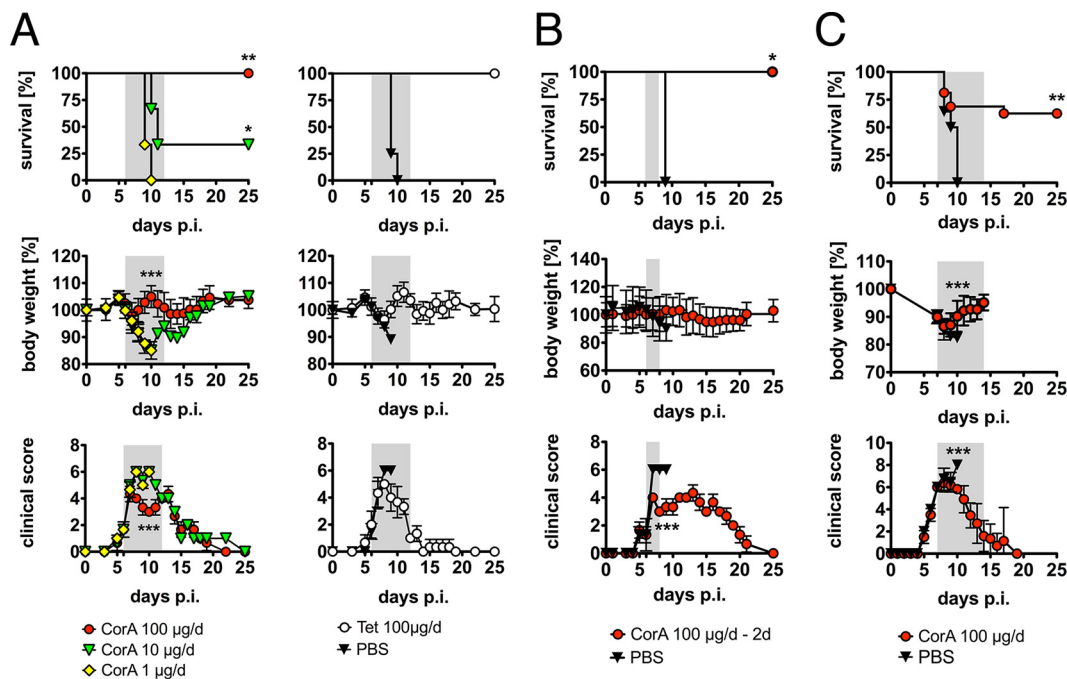 A
B
C
survival [%]
100
75
50
25
0
0 5 10 15 20 25
days p.i.
**
*
100
75
50
25
0
0 5 10 15 20 25
days p.i.
survival [%]
100
75
50
25
0
0 5 10 15 20 25
days p.i.
*
survival [%]
100
75
50
25
0
0 5 10 15 20 25
days p.i.
**
body weight [%]
120
110
100
90
80
0 5 10 15 20 25
days p.i.
***
120
110
100
90
80
0 5 10 15 20 25
days p.i.
body weight [%]
140
120
100
80
60
0 5 10 15 20 25
days p.i.
body weight [%]
110
100
90
80
70
0 5 10 15 20 25
days p.i.
***
clinical score
8
6
4
2
0
0 5 10 15 20 25
days p.i.
***
8
6
4
2
0
0 5 10 15 20 25
days p.i.
clinical score
8
6
4
2
0
0 5 10 15 20 25
days p.i.
***
clinical score
10
8
6
4
2
0
0 5 10 15 20 25
days p.i.
***
CorA 100 µg/d
CorA 10 µg/d
CorA 1 µg/d
Tet 100µg/d
PBS
CorA 100 µg/d - 2d
PBS
CorA 100 µg/d
PBS